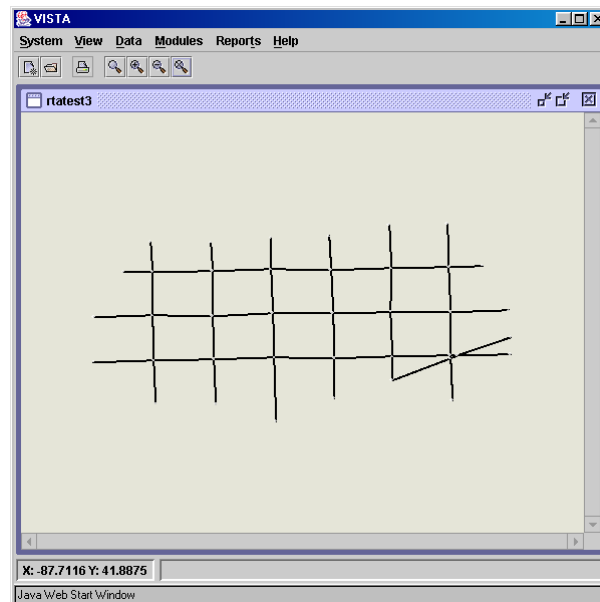 VISTA
System View Data Modules Reports Help
rtatest3
X: -87.7116 Y: 41.8875
Java Web Start Window